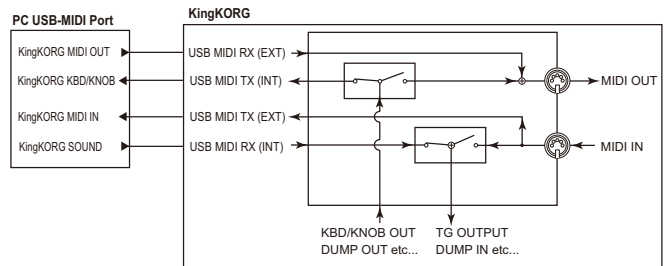 PC USB-MIDI Port
KingKORG
KingKORG MIDI OUT
USB MIDI RX (EXT)
KingKORG KBD/KNOB
USB MIDI TX (INT)
MIDI OUT
KingKORG MIDI IN
USB MIDI TX (EXT)
KingKORG SOUND
USB MIDI RX (INT)
MIDI IN
KBD/KNOB OUT
DUMP OUT etc...
TG OUTPUT
DUMP IN etc...